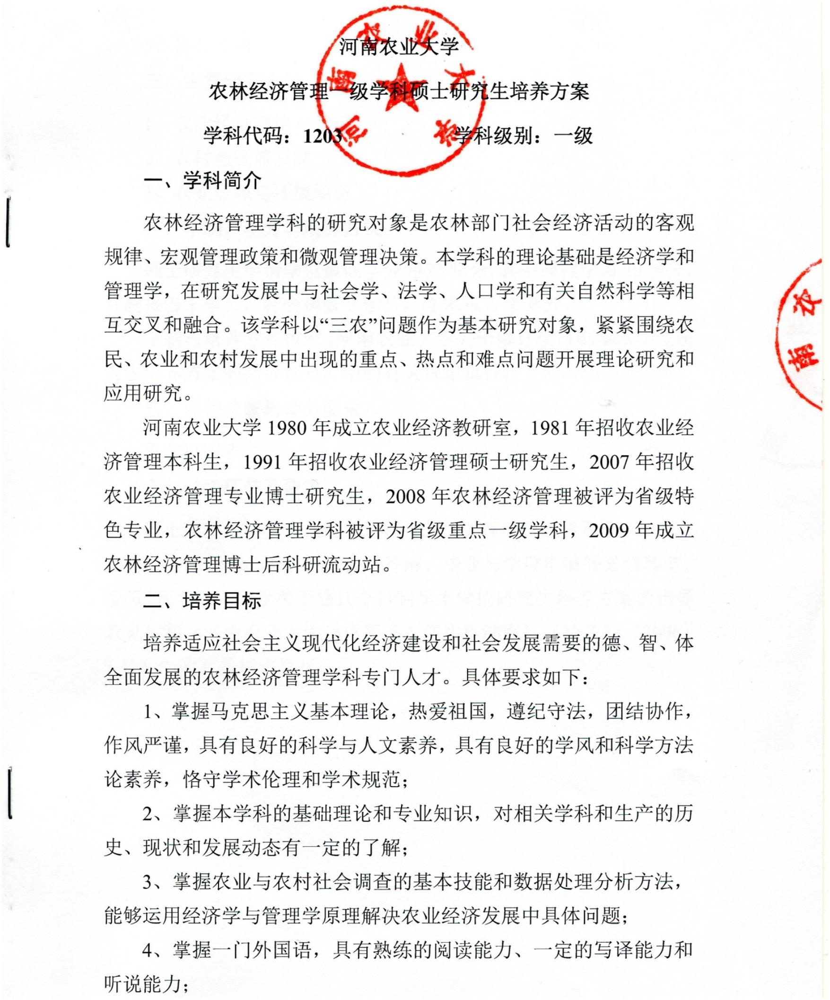 河南农业大学
农林经济管理一级学科硕士研究生培养方案
学科代码：1203 学科级别：一级
一、学科简介
农林经济管理学科的研究对象是农林部门社会经济活动的客观
规律、宏观管理政策和微观管理决策。本学科的理论基础是经济学和
管理学，在研究发展中与社会学、法学、人口学和有关自然科学等相
互交叉和融合。该学科以“三农”问题作为基本研究对象，紧紧围绕农
民、农业和农村发展中出现的重点、热点和难点问题开展理论研究和
应用研究。
河南农业大学 1980 年成立农业经济教研室，1981 年招收农业经
济管理本科生，1991 年招收农业经济管理硕士研究生，2007 年招收
农业经济管理专业博士研究生，2008 年农林经济管理被评为省级特
色专业，农林经济管理学科被评为省级重点一级学科，2009 年成立
农林经济管理博士后科研流动站。
二、培养目标
培养适应社会主义现代化经济建设和社会发展需要的德、智、体
全面发展的农林经济管理学科专门人才。具体要求如下：
1、掌握马克思主义基本理论，热爱祖国，遵纪守法，团结协作，
作风严谨，具有良好的科学与人文素养，具有良好的学风和科学方法
论素养，恪守学术伦理和学术规范；
2、掌握本学科的基础理论和专业知识，对相关学科和生产的历
史、现状和发展动态有一定的了解；
3、掌握农业与农村社会调查的基本技能和数据处理分析方法，
能够运用经济学与管理学原理解决农业经济发展中具体问题；
4、掌握一门外国语，具有熟练的阅读能力、一定的写译能力和
听说能力；
河南农业大学
南农